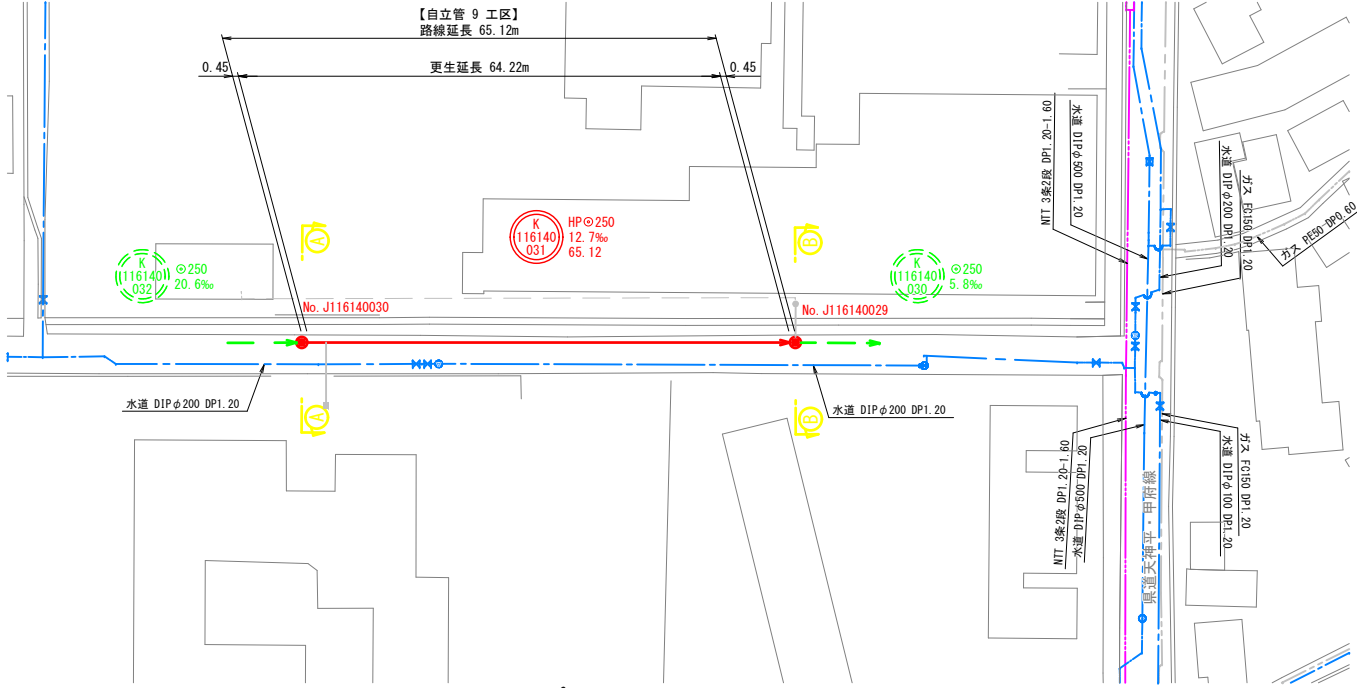 【自立管 9 工区】
路線延長 65.12m
0.45
更生延長 64.22m
0.45
NTT 3条2段 DP1.20-1.60
水道 DIPφ500 DP1.20
水道 DIPφ200 DP1.20
ガス FC150 DP1.20
ガス PE50 DP0.60
A
B
K
116140
031
HP⊙250
12.7‰
65.12
K
116140
032
⊙250
20.6‰
K
116140
030
⊙250
5.8‰
No. J116140030
No. J116140029
水道 DIPφ200 DP1.20
水道 DIPφ200 DP1.20
A
B
NTT 3条2段 DP1.20-1.60
水道 DIPφ500 DP1.20
県道天神平・甲府線
水道 DIPφ100 DP1.20
ガス FC150 DP1.20